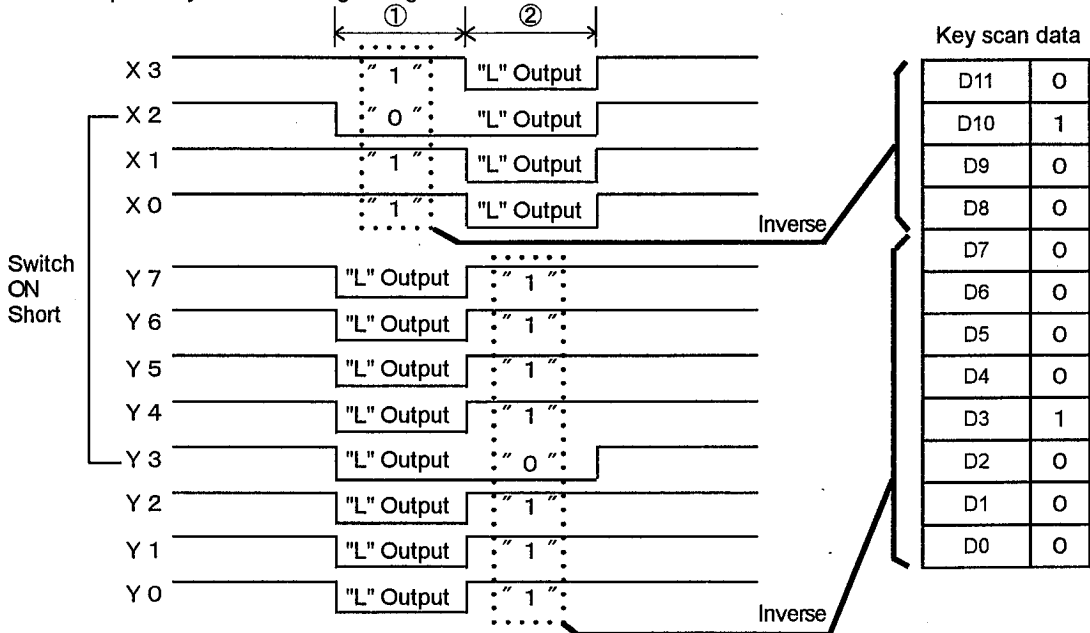 ① ②
Key scan data
X 3 " 1 " "L" Output
X 2 " 0 " "L" Output
X 1 " 1 " "L" Output
X 0 " 1 " "L" Output
Inverse
Switch
ON
Short
Y 7 "L" Output " 1 "
Y 6 "L" Output " 1 "
Y 5 "L" Output " 1 "
Y 4 "L" Output " 1 "
Y 3 "L" Output " 0 "
Y 2 "L" Output " 1 "
Y 1 "L" Output " 1 "
Y 0 "L" Output " 1 "
Inverse
D11 0
D10 1
D9 0
D8 0
D7 0
D6 0
D5 0
D4 0
D3 1
D2 0
D1 0
D0 0